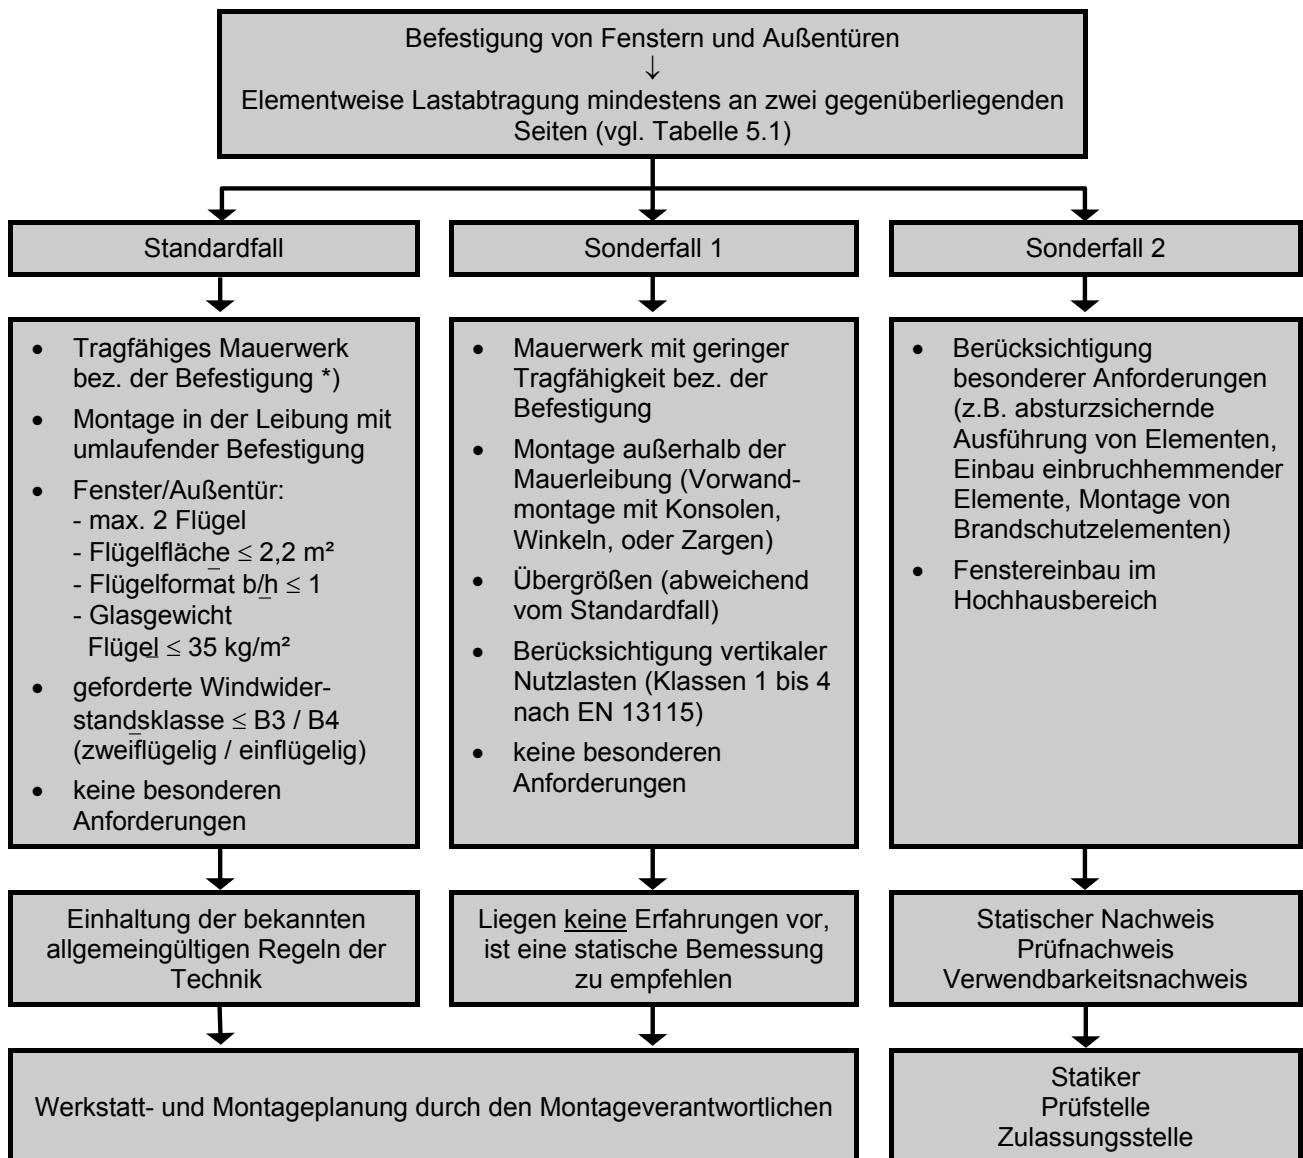 Befestigung von Fenstern und Außentüren
↓
Elementweise Lastabtragung mindestens an zwei gegenüberliegenden
Seiten (vgl. Tabelle 5.1)
Standardfall
Sonderfall 1
Sonderfall 2
• Tragfähiges Mauerwerk
bez. der Befestigung *)
• Montage in der Leibung mit
umlaufender Befestigung
• Fenster/Außentür:
- max. 2 Flügel
- Flügelfläche ≤ 2,2 m²
- Flügelformat b/h ≤ 1
- Glasgewicht
Flügel ≤ 35 kg/m²
• geforderte Windwider-
standsklasse ≤ B3 / B4
(zweiflügelig / einflügelig)
• keine besonderen
Anforderungen
• Mauerwerk mit geringer
Tragfähigkeit bez. der
Befestigung
• Montage außerhalb der
Mauerleibung (Vorwand-
montage mit Konsolen,
Winkeln, oder Zargen)
• Übergrößen (abweichend
vom Standardfall)
• Berücksichtigung vertikaler
Nutzlasten (Klassen 1 bis 4
nach EN 13115)
• keine besonderen
Anforderungen
• Berücksichtigung
besonderer Anforderungen
(z.B. absturzsichernde
Ausführung von Elementen,
Einbau einbruchhemmender
Elemente, Montage von
Brandschutzelementen)
• Fenstereinbau im
Hochhausbereich
Einhaltung der bekannten
allgemeingültigen Regeln der
Technik
Liegen keine Erfahrungen vor,
ist eine statische Bemessung
zu empfehlen
Statischer Nachweis
Prüfnachweis
Verwendbarkeitsnachweis
Werkstatt- und Montageplanung durch den Montageverantwortlichen
Statiker
Prüfstelle
Zulassungsstelle